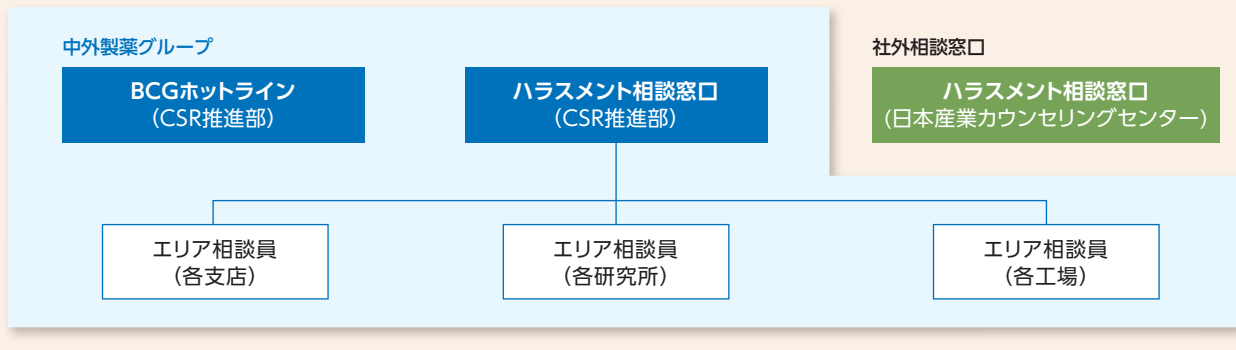 中外製薬グループ
BCGホットライン
(CSR推進部)
ハラスメント相談窓口
(CSR推進部)
社外相談窓口
ハラスメント相談窓口
(日本産業カウンセリングセンター)
エリア相談員
(各支店)
エリア相談員
(各研究所)
エリア相談員
(各工場)